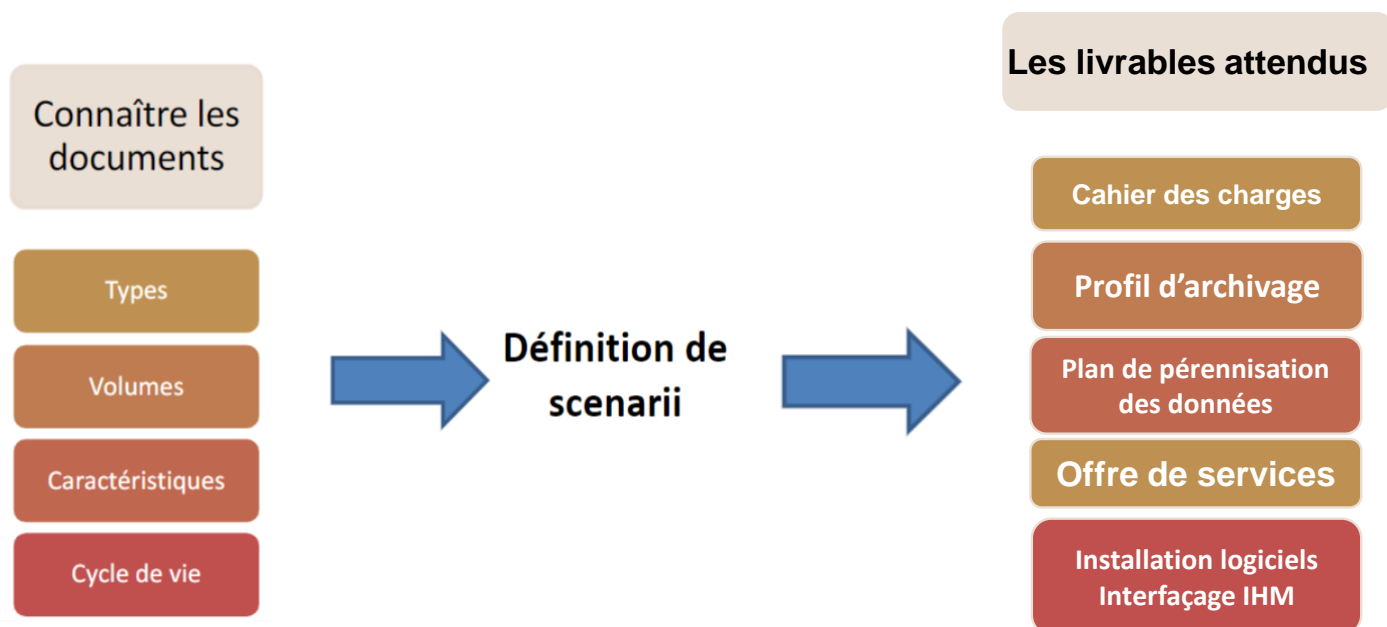 Connaître les
documents
Types
Volumes
Caractéristiques
Cycle de vie
Définition de
scenarii
Les livrables attendus
Cahier des charges
Profil d’archivage
Plan de pérennisation
des données
Offre de services
Installation logiciels
Interfaçage IHM